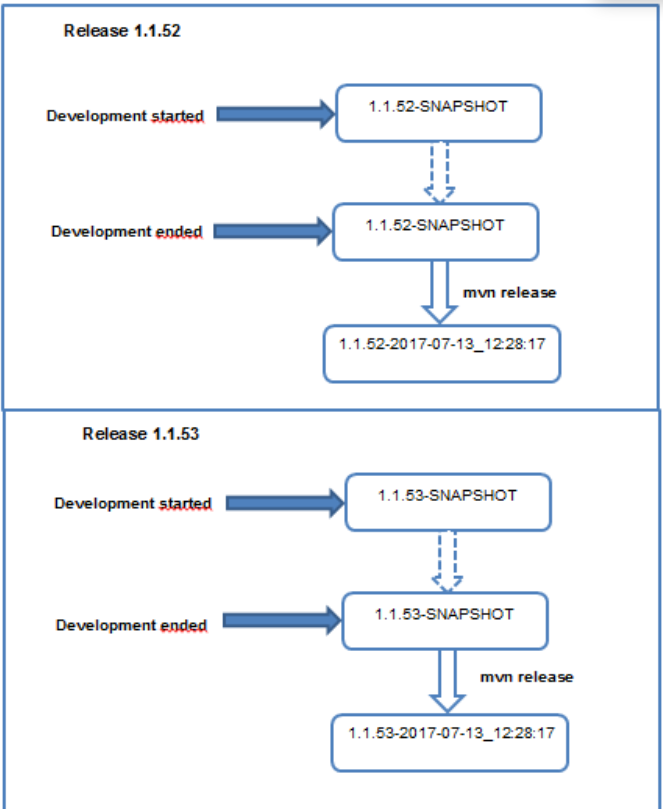 Release 1.1.52
Development started
1.1.52-SNAPSHOT
Development ended
1.1.52-SNAPSHOT
mvn release
1.1.52-2017-07-13_12:28:17
Release 1.1.53
Development started
1.1.53-SNAPSHOT
Development ended
1.1.53-SNAPSHOT
mvn release
1.1.53-2017-07-13_12:28:17